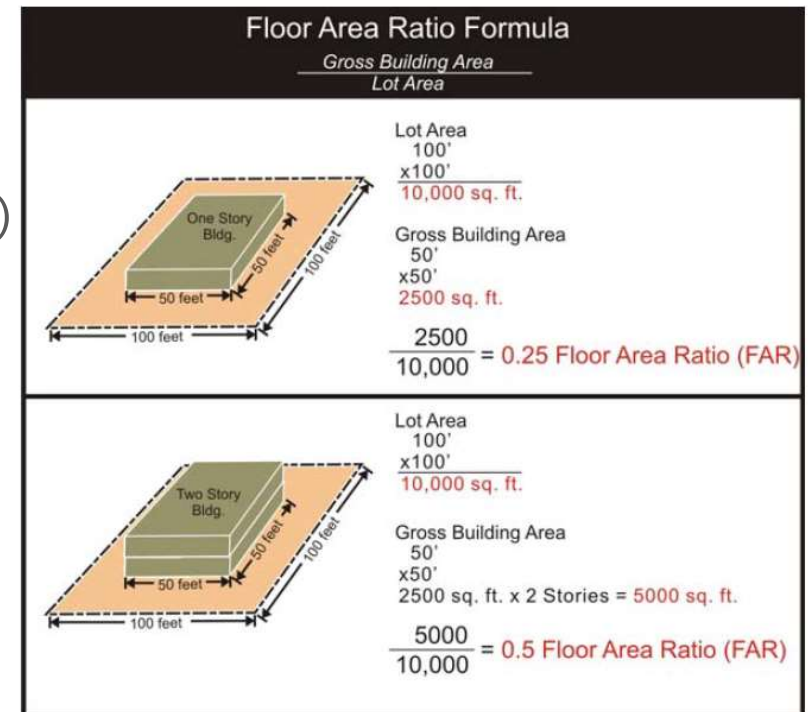 Floor Area Ratio Formula
Gross Building Area
Lot Area
One Story
Bldg.
50 feet
50 feet
100 feet
100 feet
Lot Area
100'
x100'
10,000 sq. ft.
Gross Building Area
50'
x50'
2500 sq. ft.
2500
10,000
= 0.25 Floor Area Ratio (FAR)
Two Story
Bldg.
50 feet
50 feet
100 feet
100 feet
Lot Area
100'
x100'
10,000 sq. ft.
Gross Building Area
50'
x50'
2500 sq. ft. x 2 Stories = 5000 sq. ft.
5000
10,000
= 0.5 Floor Area Ratio (FAR)